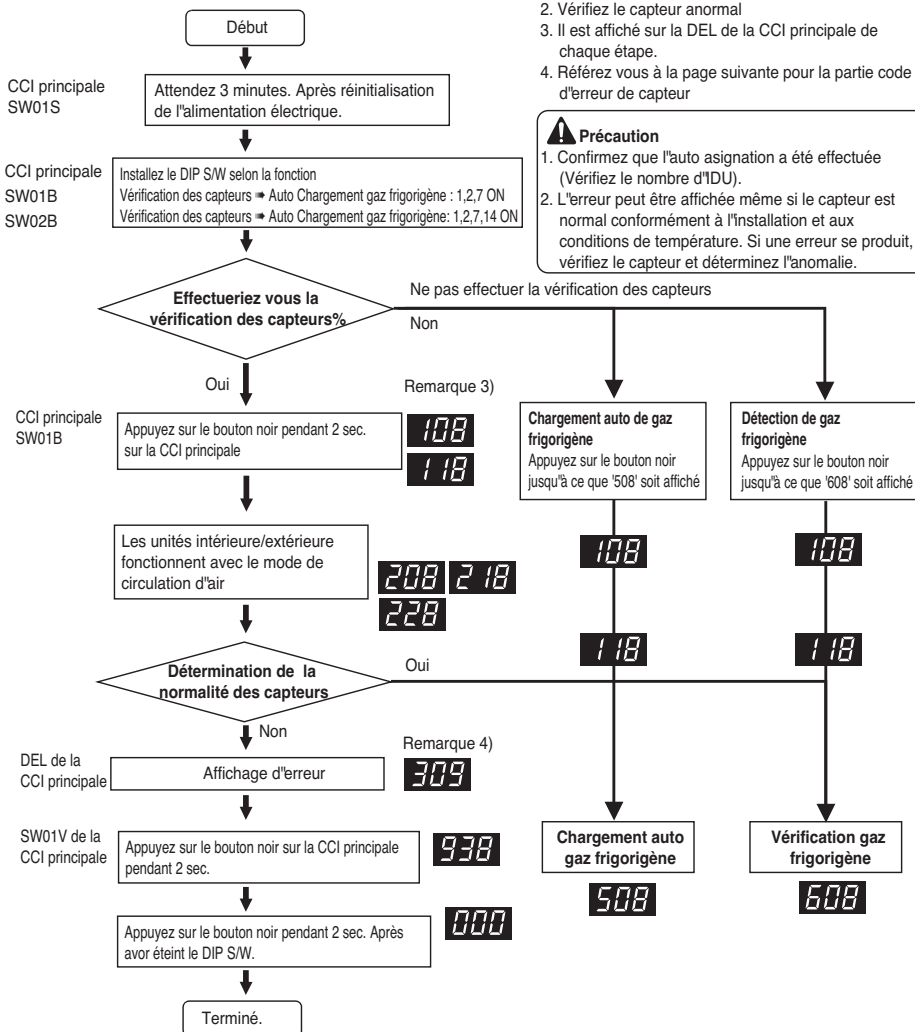 2. Vérifiez le capteur anormal
3. Il est affiché sur la DEL de la CCI principale de
chaque étape.
4. Référez vous à la page suivante pour la partie code
d"erreur de capteur
Précaution
1. Confirmez que l"auto asignation a été effectuée
(Vérifiez le nombre d'IDU).
2. L"erreur peut être affichée même si le capteur est
normal conformément à l"installation et aux
conditions de température. Si une erreur se produit,
vérifiez le capteur et déterminez l"anomalie.
Début
CCI principale
SW01S
Attendez 3 minutes. Après réinitialisation
de l"alimentation électrique.
CCI principale
SW01B
SW02B
Installez le DIP S/W selon la fonction
Vérification des capteurs ➠ Auto Chargement gaz frigorigène : 1,2,7 ON
Vérification des capteurs ➠ Auto Chargement gaz frigorigène: 1,2,7,14 ON
Effectueriez vous la
vérification des capteurs%
Ne pas effectuer la vérification des capteurs
Non
Oui
Remarque 3)
CCI principale
SW01B
Appuyez sur le bouton noir pendant 2 sec.
sur la CCI principale
108
118
Chargement auto de gaz
frigorigène
Appuyez sur le bouton noir
jusqu"à ce que '508' soit affiché
Détection de gaz
frigorigène
Appuyez sur le bouton noir
jusqu"à ce que '608' soit affiché
Les unités intérieure/extérieure
fonctionnent avec le mode de
circulation d"air
208 218
228
108
108
118
118
Détermination de la
normalité des capteurs
Oui
Non
DEL de la
CCI principale
Affichage d"erreur
Remarque 4)
309
SW01V de la
CCI principale
Appuyez sur le bouton noir sur la CCI principale
pendant 2 sec.
938
Chargement auto
gaz frigorigène
508
Vérification gaz
frigorigène
608
Appuyez sur le bouton noir pendant 2 sec. Après
avor éteint le DIP S/W.
000
Terminé.